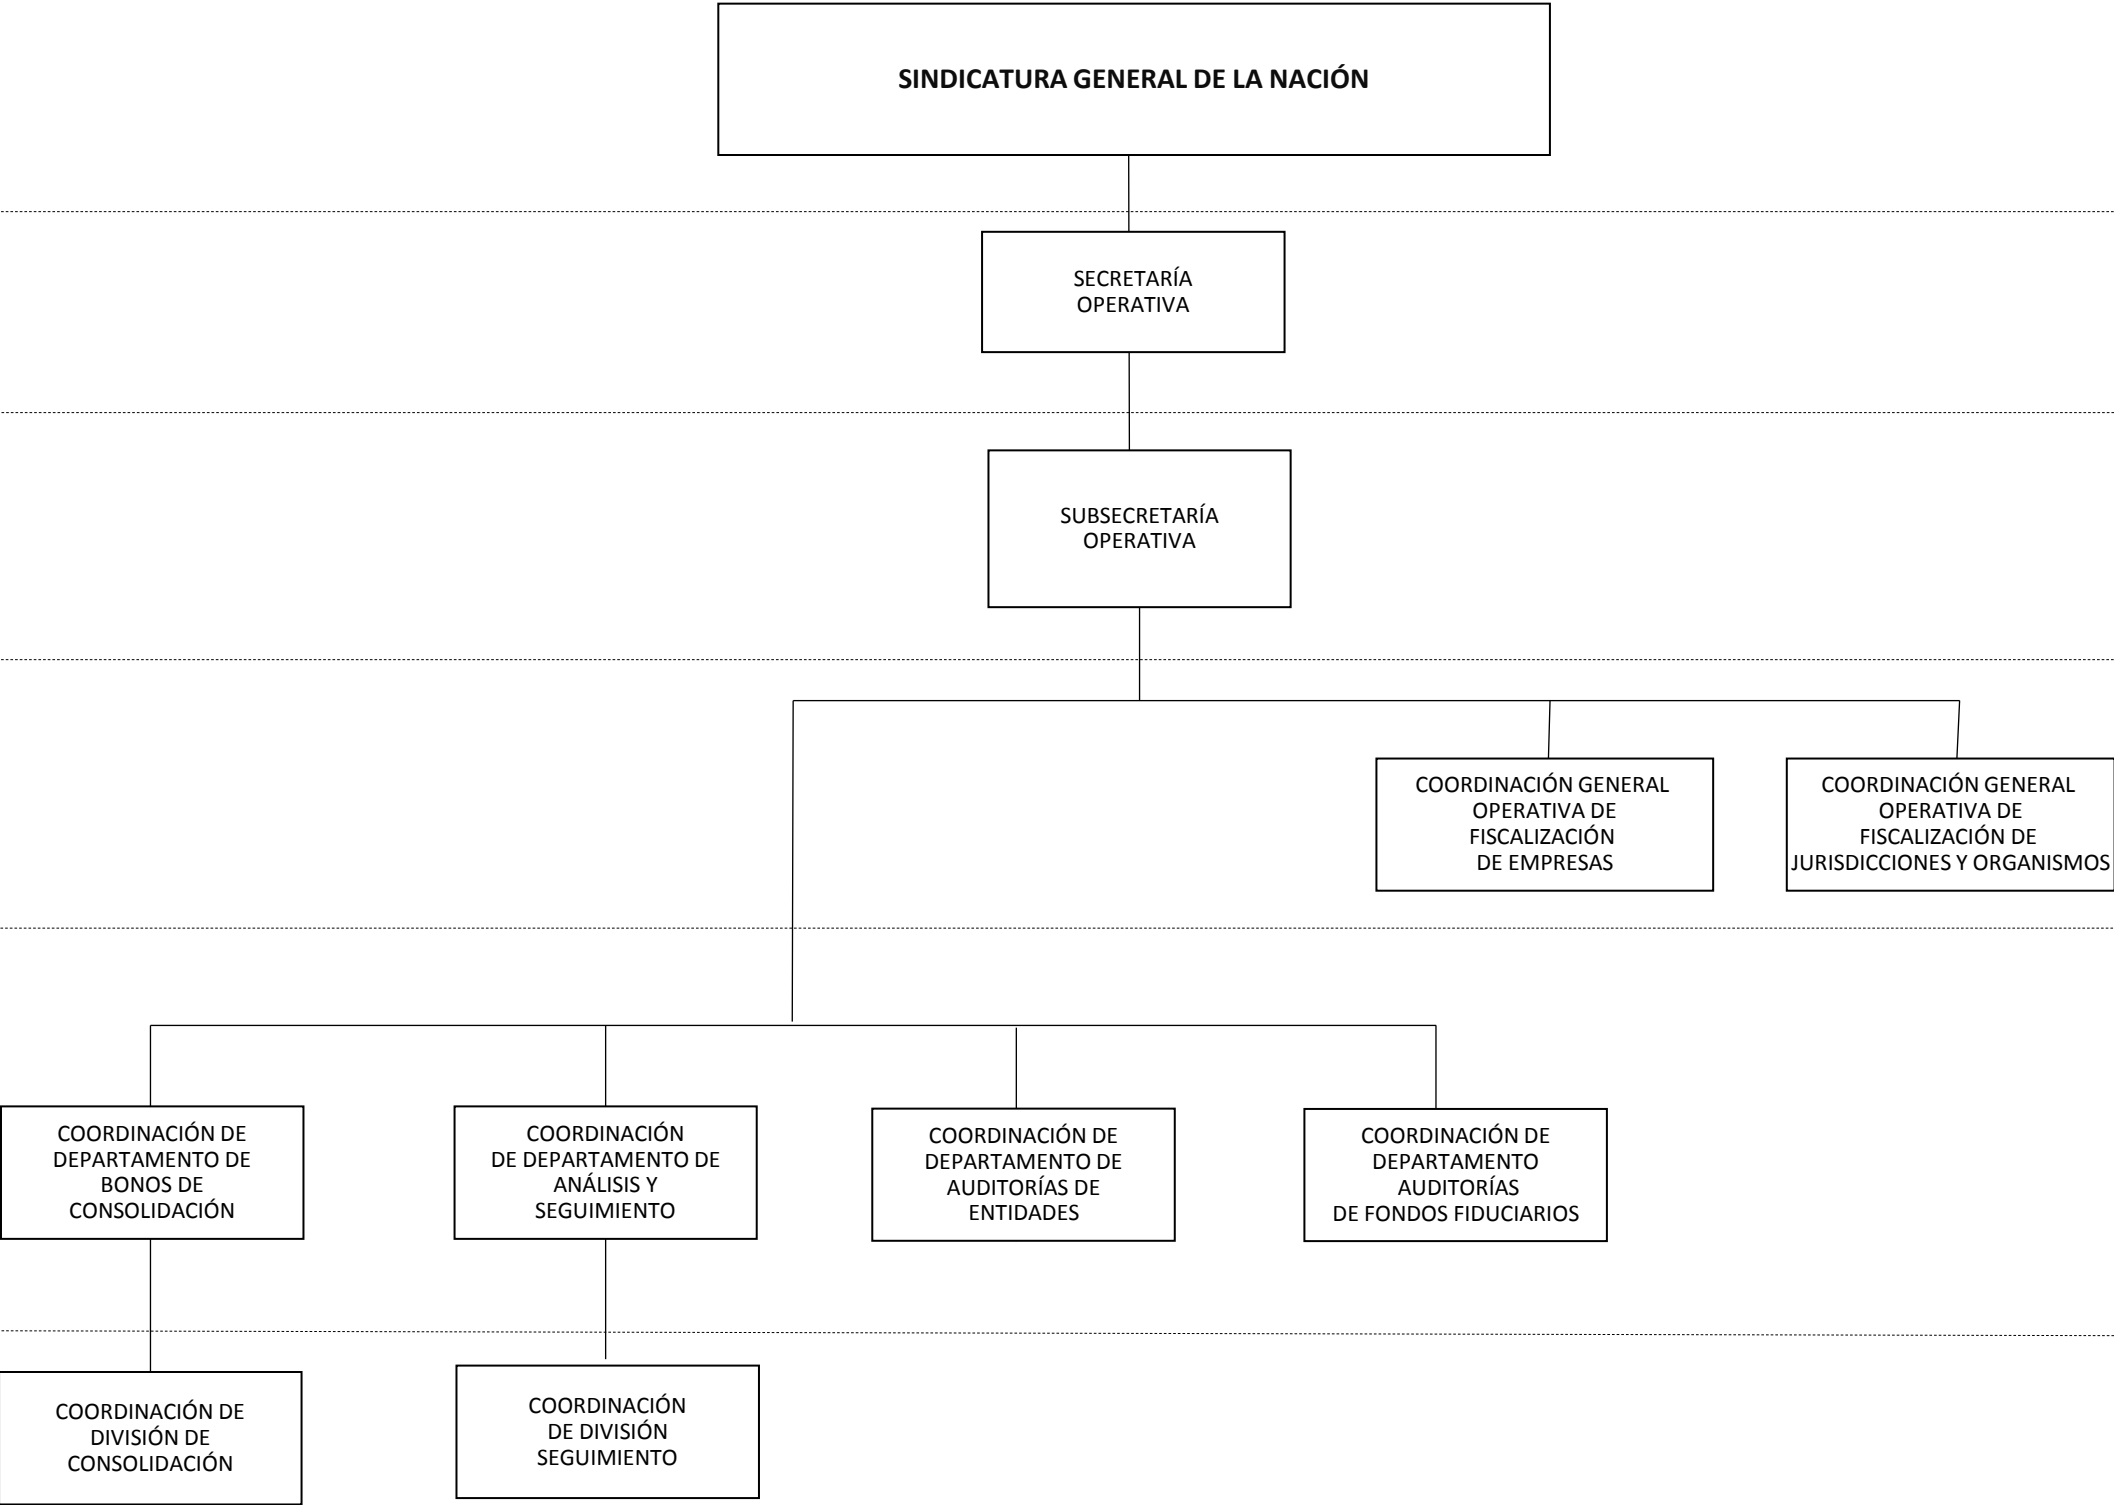 SINDICATURA GENERAL DE LA NACIÓN
SECRETARÍA
OPERATIVA
SUBSECRETARÍA
OPERATIVA
COORDINACIÓN GENERAL
OPERATIVA DE
FISCALIZACIÓN
DE EMPRESAS
COORDINACIÓN GENERAL
OPERATIVA DE
FISCALIZACIÓN DE
JURISDICCIONES Y ORGANISMOS
COORDINACIÓN DE
DEPARTAMENTO DE
BONOS DE
CONSOLIDACIÓN
COORDINACIÓN
DE DEPARTAMENTO DE
ANÁLISIS Y
SEGUIMIENTO
COORDINACIÓN DE
DEPARTAMENTO DE
AUDITORÍAS DE
ENTIDADES
COORDINACIÓN DE
DEPARTAMENTO
AUDITORÍAS
DE FONDOS FIDUCIARIOS
COORDINACIÓN DE
DIVISIÓN DE
CONSOLIDACIÓN
COORDINACIÓN
DE DIVISIÓN
SEGUIMIENTO